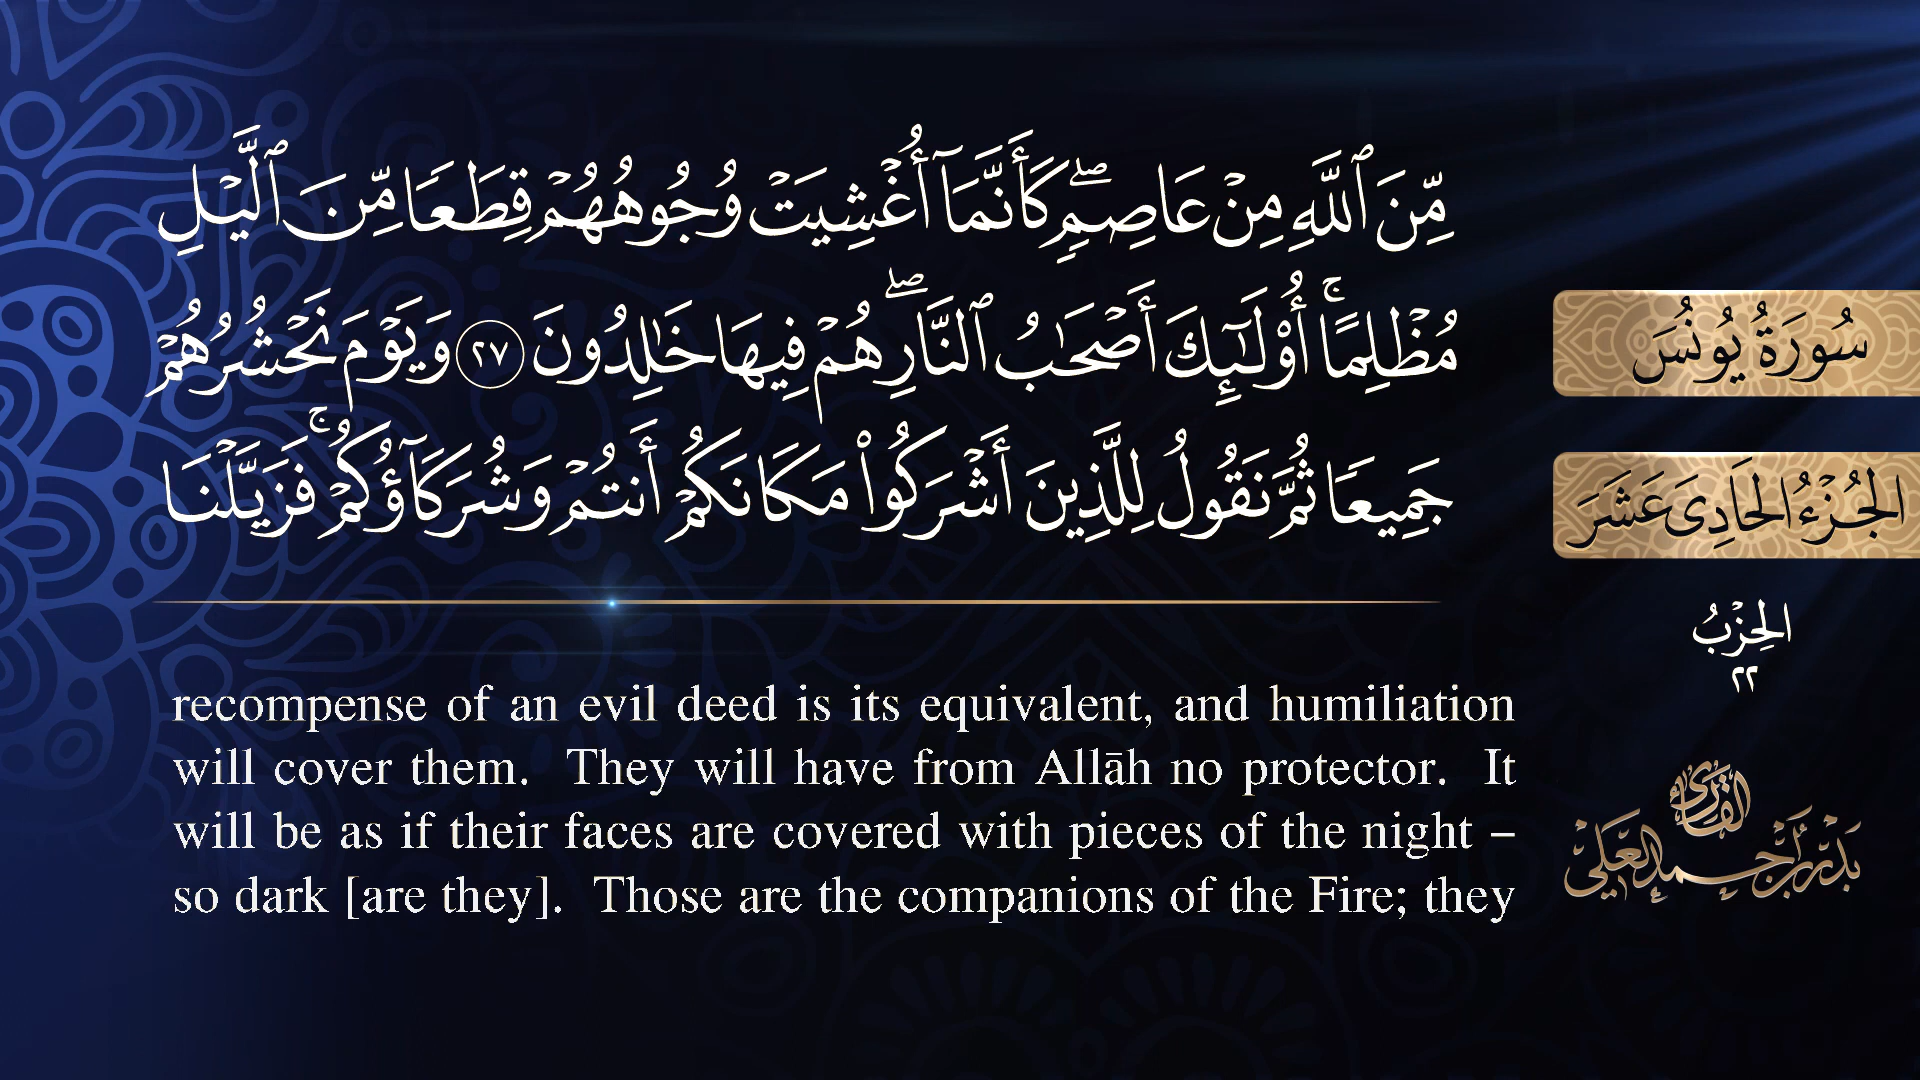 مِّنَ ٱللَّهِ مِنْ عَاصِمٍۖ كَأَنَّمَآ أُغْشِيَتْ وُجُوهُهُمْ قِطَعًا مِّنَ ٱلَّيْلِ
مُظْلِمًاۚ أُو۟لَـٰٓئِكَ أَصْحَـٰبُ ٱلنَّارِۖ هُمْ فِيهَا خَـٰلِدُونَ ٢٧ وَيَوْمَ نَحْشُرُهُمْ
جَمِيعًا ثُمَّ نَقُولُ لِلَّذِينَ أَشْرَكُوا۟ مَكَانَكُمْ أَنتُمْ وَشُرَكَآؤُكُمْۚ فَزَيَّلْنَا
سُورَةُ يُونُسَ
الجُزْءُ الحَادِىَ عَشَرَ
الحِزْبُ
٢٢
recompense of an evil deed is its equivalent, and humiliation
will cover them. They will have from Allāh no protector. It
will be as if their faces are covered with pieces of the night –
so dark [are they]. Those are the companions of the Fire; they
القارئ
بدر بن أحمد العلي